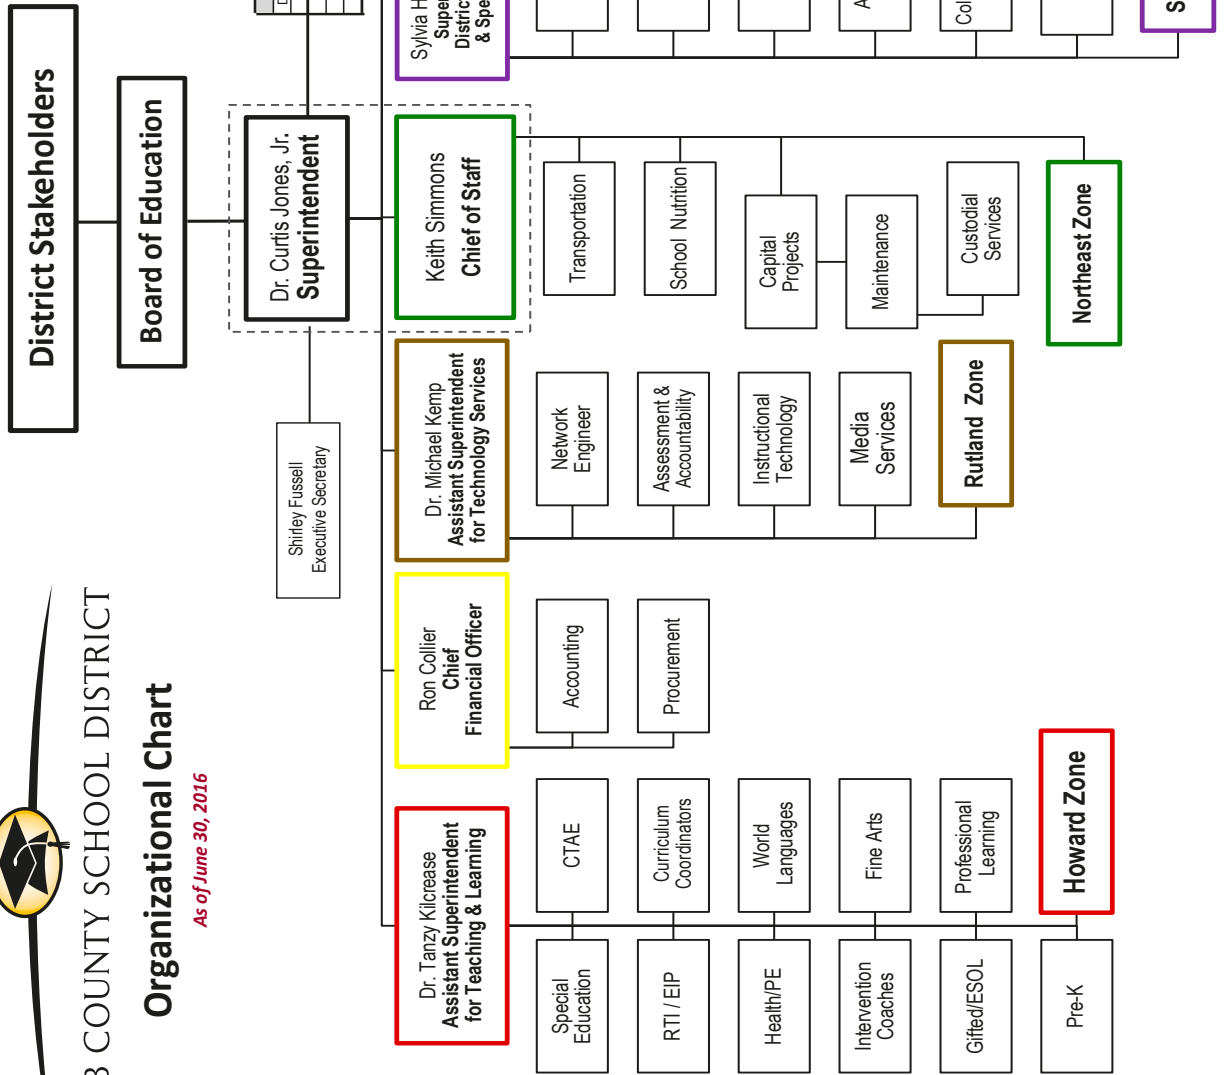 COUNTY SCHOOL DISTRICT
Organizational Chart
As of June 30, 2016
District Stakeholders
Board of Education
Dr. Curtis Jones, Jr.
Superintendent
Shirley Fussell
Executive Secretary
Dr. Tanzy Kilcrease
Assistant Superintendent
for Teaching & Learning
Special
Education
CTAE
RTI / EIP
Curriculum
Coordinators
Health/PE
World
Languages
Intervention
Coaches
Fine Arts
Gifted/ESOL
Professional
Learning
Pre-K
Howard Zone
Ron Collier
Chief
Financial Officer
Accounting
Procurement
Dr. Michael Kemp
Assistant Superintendent
for Technology Services
Network
Engineer
Assessment &
Accountability
Instructional
Technology
Media
Services
Rutland Zone
Keith Simmons
Chief of Staff
Transportation
School Nutrition
Capital
Projects
Maintenance
Custodial
Services
Northeast Zone
Sylvia
District
&